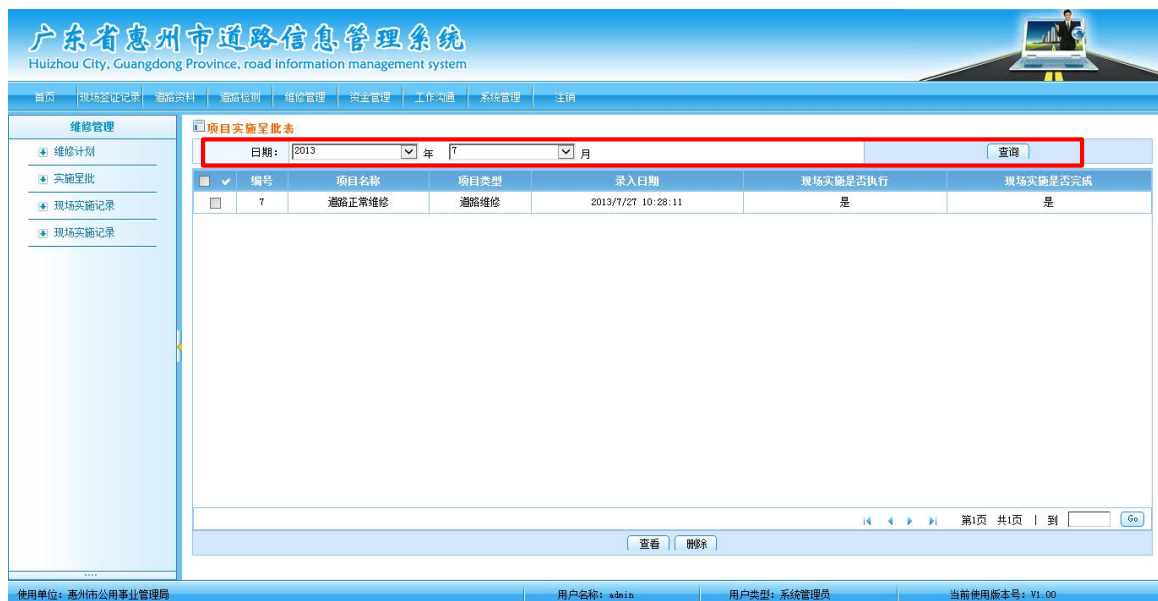 广东省惠州市道路信息管理系统
Huizhou City, Guangdong Province, road information management system
首页 现场签证记录 道路资料 道路检测 维修管理 资金管理 工作沟通 系统管理 注销
维修管理
维修计划
实施呈批
现场实施记录
现场实施记录
项目实施呈批表
日期: 2013 年 7 月 查询
编号 项目名称 项目类型 录入日期 现场实施是否执行 现场实施是否完成
7 道路正常维修 道路维修 2013/7/27 10:28:11 是 是
第1页 共1页 | 到 Go
查看 删除
使用单位: 惠州市公用事业管理局 用户名称: admin 用户类型: 系统管理员 当前使用版本号: V1.00